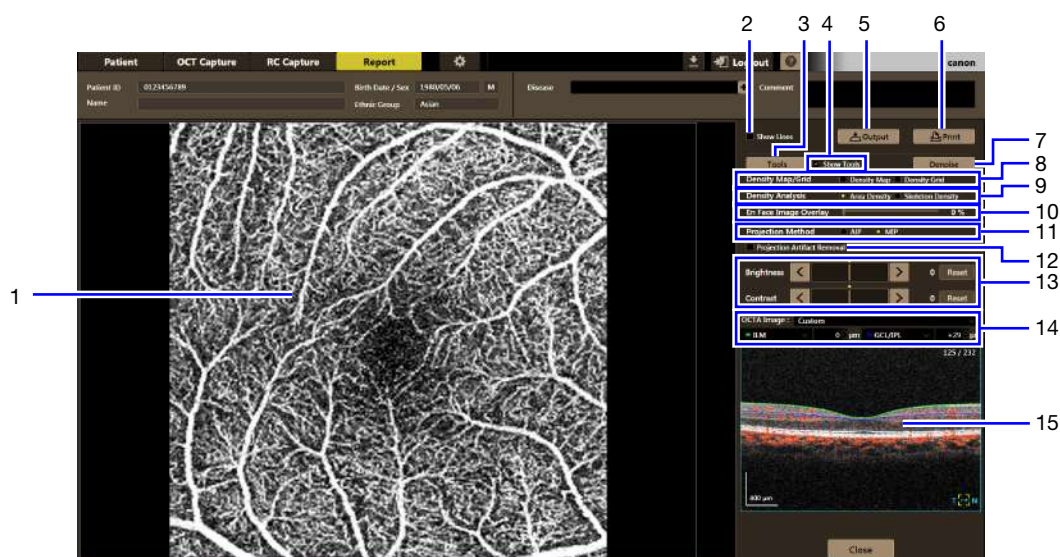 2 3 4 5 6
Patient OCT Capture RC Capture Report Logout ? canon
Patient ID 0123456789 Birth Date / Sex 1980/05/06 M Disease + Comment
Name Ethnic Group Asian
Show Lines Output Print
7
Tools Show Tools Denoise
8
Density Map/Grid Density Map Density Grid
9
Density Analysis Area Density Skeleton Density
10
En Face Image Overlay 0 %
11
Projection Method AIP MIP
12
Projection Artifact Removal
13
Brightness < > 0 Reset
1
Contrast < > 0 Reset
14
OCTA Image : Custom
ILM 0 μm GCL/IPL +29
125 / 232
15
800 μm T N
Close